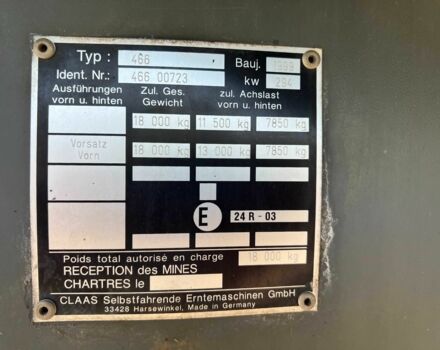 Typ : 466 Bauj. 1999
Ident. Nr.: 466 00723 kw 294
Ausführungen vorn u. hinten
Zul. Ges. Gewicht
zul. Achslast vorn u. hinten
18 000 kg 11 500 kg 7850 kg
Vorsatz Vorn 18 000 kg 13 000 kg 7850 kg
E 24 R - 03
Poids total autorisé en charge 18 000 kg
RECEPTION des MINES
CHARTRES le
CLAAS Selbstfahrende Erntemaschinen GmbH
33428 Harsewinkel, Made in Germany